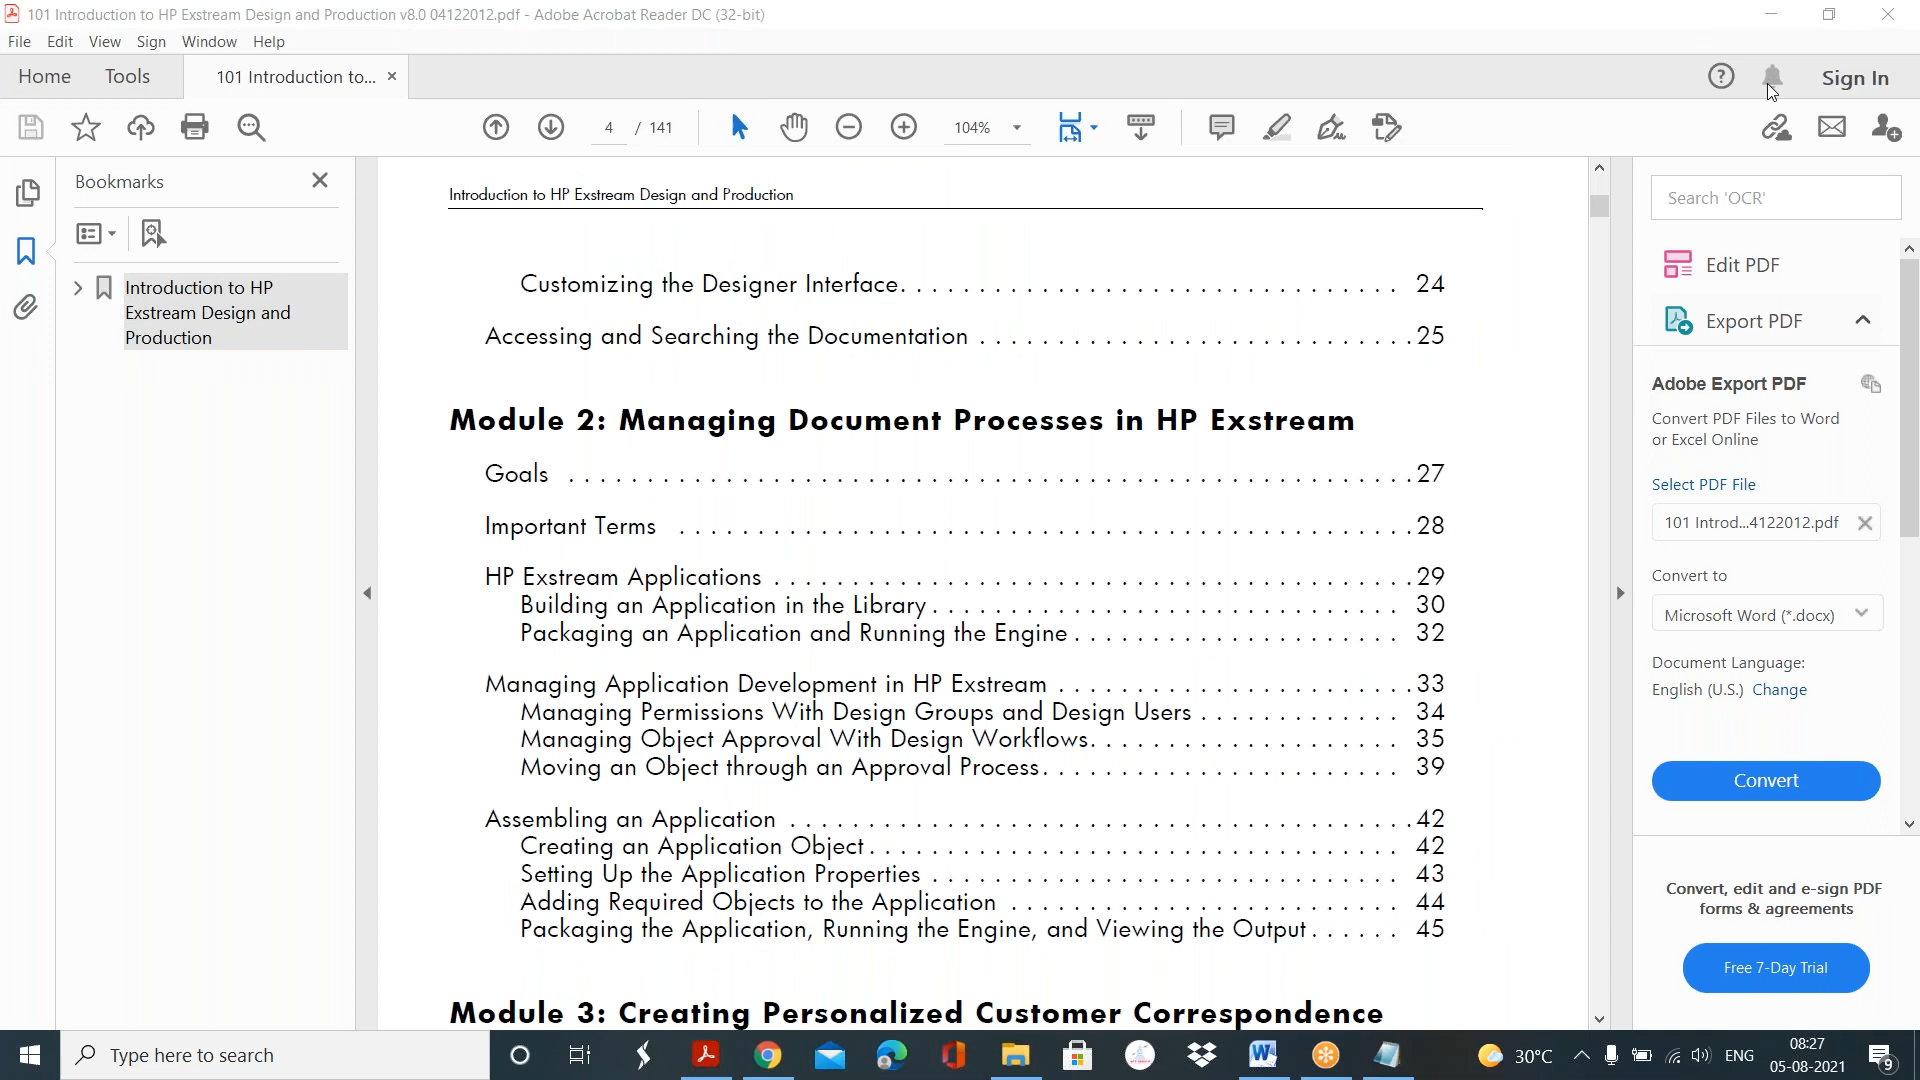 101 Introduction to HP Exstream Design and Production v8.0 04122012.pdf - Adobe Acrobat Reader DC (32-bit)
File Edit View Sign Window Help
Home Tools 101 Introduction to... Sign In
4 / 141 104%
Bookmarks
Introduction to HP
Exstream Design and
Production
Introduction to HP Exstream Design and Production
Customizing the Designer Interface. . . . . . . . . . . . . . . . . . . . . . . . . . . . . . . . 24
Accessing and Searching the Documentation . . . . . . . . . . . . . . . . . . . . . . . . . . . . 25
Module 2: Managing Document Processes in HP Exstream
Goals . . . . . . . . . . . . . . . . . . . . . . . . . . . . . . . . . . . . . . . . . . . . . . . . . . . . . . 27
Important Terms . . . . . . . . . . . . . . . . . . . . . . . . . . . . . . . . . . . . . . . . . . . . . . . 28
HP Exstream Applications . . . . . . . . . . . . . . . . . . . . . . . . . . . . . . . . . . . . . . . . . 29
Building an Application in the Library . . . . . . . . . . . . . . . . . . . . . . . . . . . . . . 30
Packaging an Application and Running the Engine . . . . . . . . . . . . . . . . . . . . . 32
Managing Application Development in HP Exstream . . . . . . . . . . . . . . . . . . . . . . . 33
Managing Permissions With Design Groups and Design Users . . . . . . . . . . . . . 34
Managing Object Approval With Design Workflows. . . . . . . . . . . . . . . . . . . . 35
Moving an Object through an Approval Process. . . . . . . . . . . . . . . . . . . . . . . 39
Assembling an Application . . . . . . . . . . . . . . . . . . . . . . . . . . . . . . . . . . . . . . . . 42
Creating an Application Object. . . . . . . . . . . . . . . . . . . . . . . . . . . . . . . . . . 42
Setting Up the Application Properties . . . . . . . . . . . . . . . . . . . . . . . . . . . . . . 43
Adding Required Objects to the Application . . . . . . . . . . . . . . . . . . . . . . . . . 44
Packaging the Application, Running the Engine, and Viewing the Output . . . . . . 45
Module 3: Creating Personalized Customer Correspondence
Search 'OCR'
Edit PDF
Export PDF
Adobe Export PDF
Convert PDF Files to Word
or Excel Online
Select PDF File
101 Introd...4122012.pdf
Convert to
Microsoft Word (*.docx)
Document Language:
English (U.S.) Change
Convert
Convert, edit and e-sign PDF
forms & agreements
Free 7-Day Trial
Type here to search
30°C ENG
08:27
05-08-2021
9